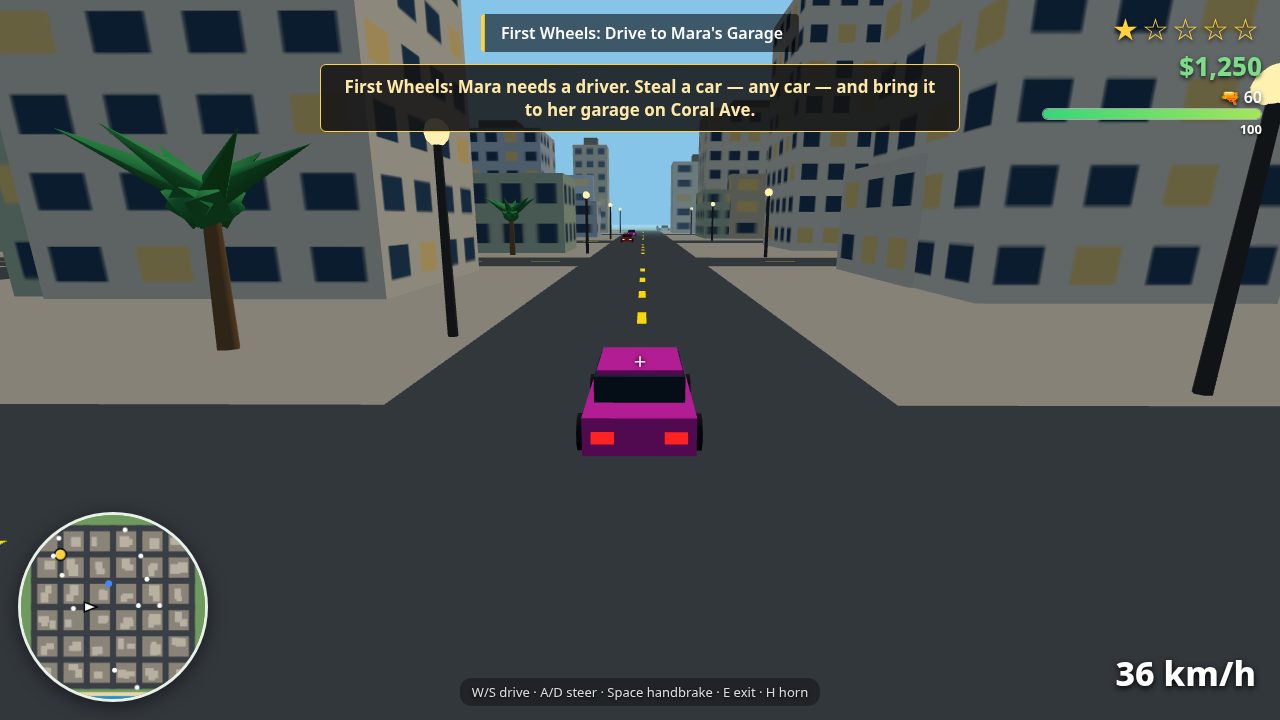 First Wheels: Drive to Mara's Garage
First Wheels: Mara needs a driver. Steal a car — any car — and bring it
to her garage on Coral Ave.
$1,250
60
100
36 km/h
W/S drive · A/D steer · Space handbrake · E exit · H horn